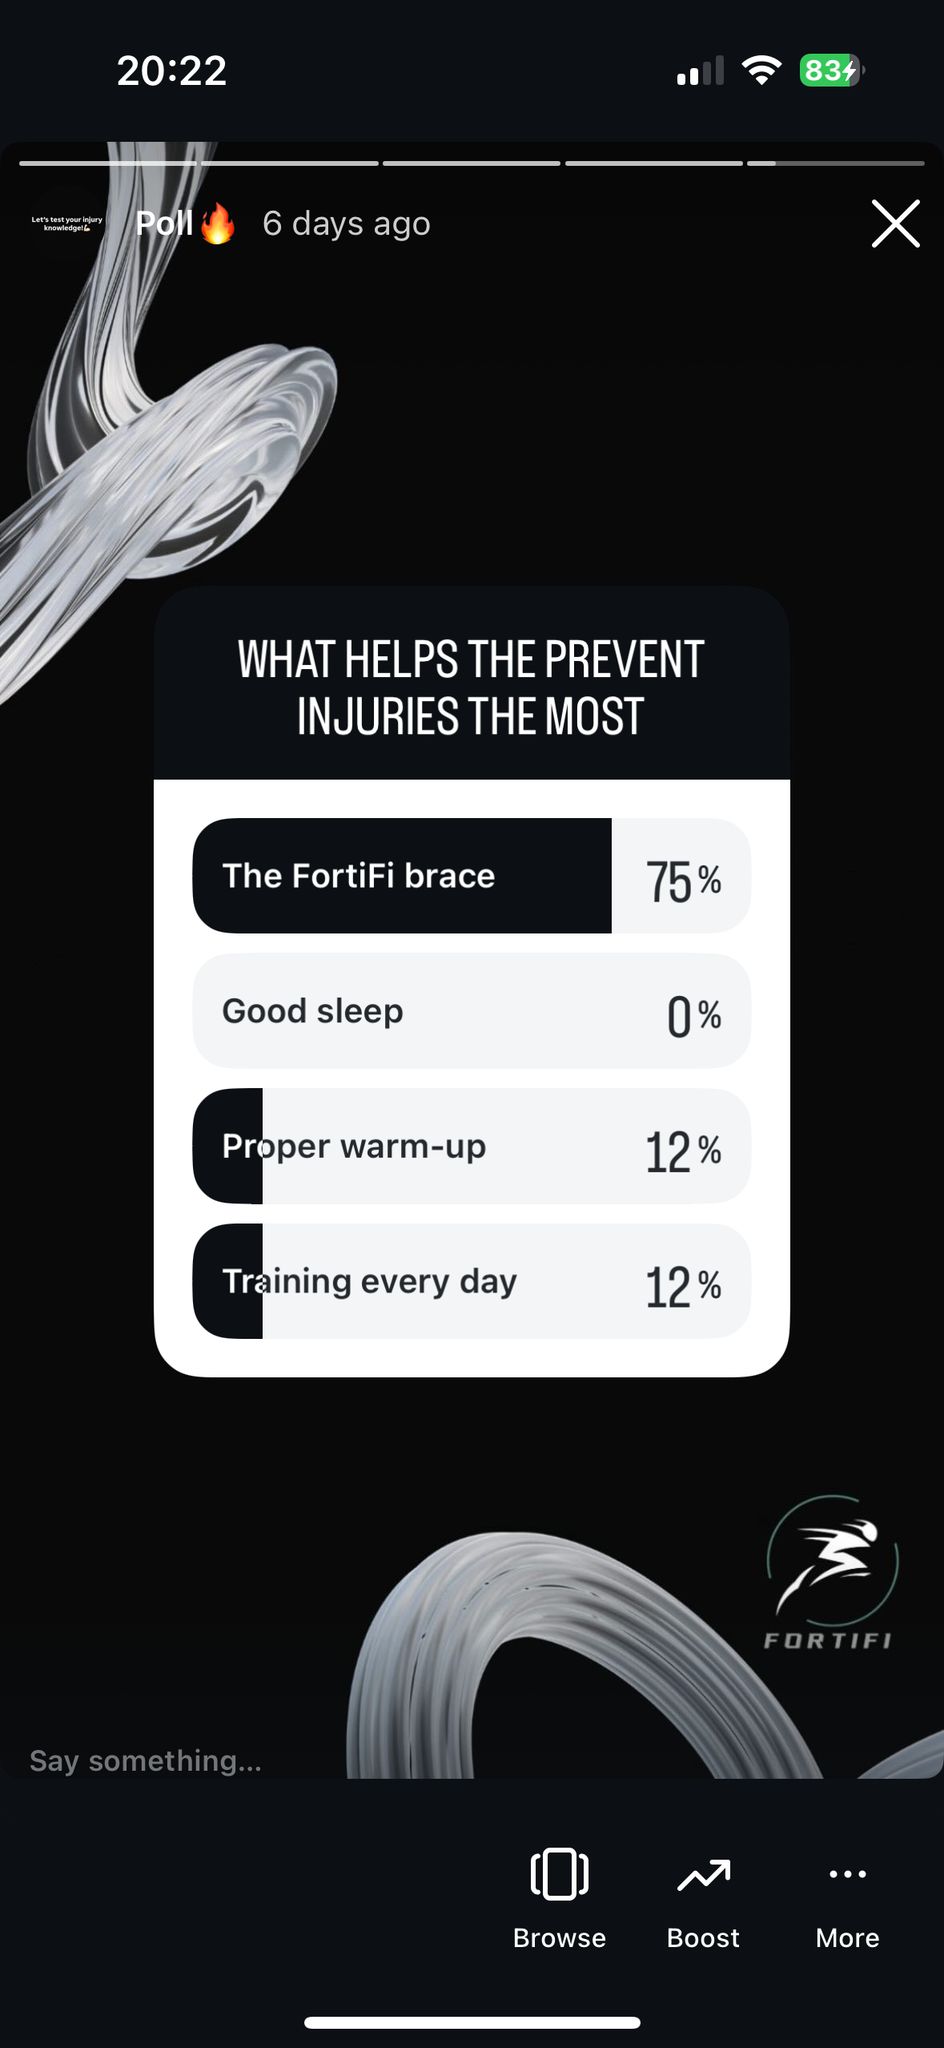 20:22
83
Let's test your injury
knowledge!💪
Poll🔥 6 days ago
WHAT HELPS THE PREVENT
INJURIES THE MOST
The FortiFi brace 75%
Good sleep 0%
Proper warm-up 12%
Training every day 12%
FORTIFI
Say something...
Browse Boost More